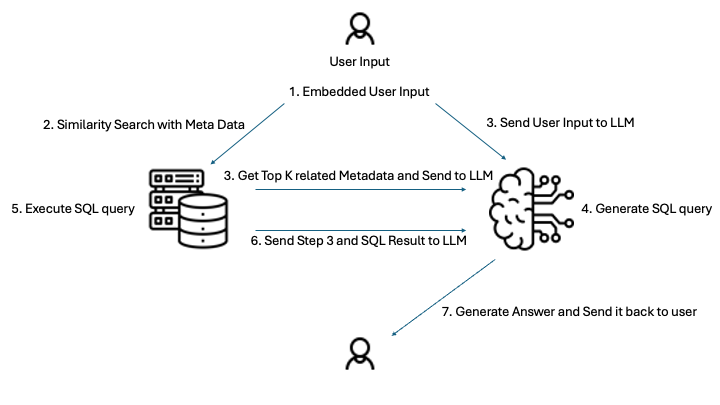 User Input
1. Embedded User Input
2. Similarity Search with Meta Data
3. Send User Input to LLM
3. Get Top K related Metadata and Send to LLM
5. Execute SQL query
4. Generate SQL query
6. Send Step 3 and SQL Result to LLM
7. Generate Answer and Send it back to user